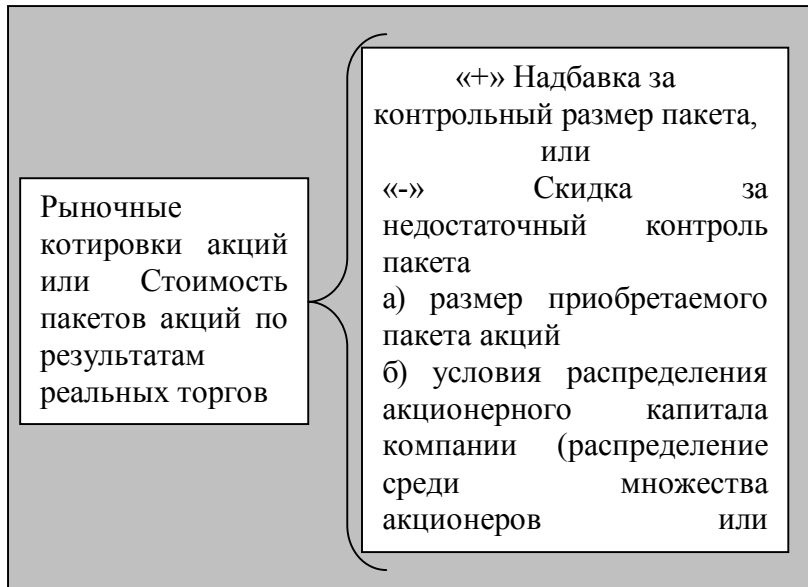 Рыночные
котировки акций
или Стоимость
пакетов акций по
результатам
реальных торгов
«+» Надбавка за
контрольный размер пакета,
или
«-» Скидка за
недостаточный контроль
пакета
а) размер приобретаемого
пакета акций
б) условия распределения
акционерного капитала
компании (распределение
среди множества
акционеров или